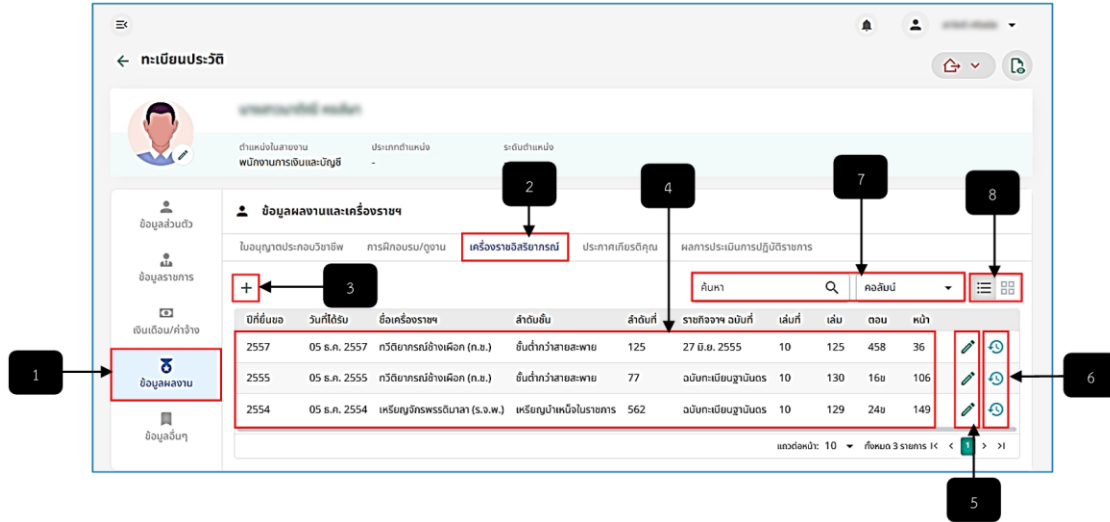 ทะเบียนประวัติ
ตำแหน่งในสายงาน ประเภทตำแหน่ง ระดับตำแหน่ง
พนักงานการเงินและบัญชี -
2
4
7
8
ข้อมูลส่วนตัว
ข้อมูลผลงานและเครื่องราชฯ
ใบอนุญาตประกอบวิชาชีพ การฝึกอบรม/ดูงาน เครื่องราชอิสริยาภรณ์ ประกาศเกียรติคุณ ผลการประเมินการปฏิบัติราชการ
ข้อมูลราชการ
3
ค้นหา คอลัมน์
ปีที่ยื่นขอ วันที่ได้รับ ชื่อเครื่องราชฯ ลำดับชั้น ลำดับที่ ราชกิจจาฯ ฉบับที่ เล่มที่ เล่ม ตอน หน้า
เงินเดือน/ค่าจ้าง
2557 05 ธ.ค. 2557 ทวีติยาภรณ์ช้างเผือก (ท.ช.) ชั้นต่ำกว่าสายสะพาย 125 27 มิ.ย. 2555 10 125 458 36
1
ข้อมูลผลงาน
2555 05 ธ.ค. 2555 ทวีติยาภรณ์ช้างเผือก (ท.ช.) ชั้นต่ำกว่าสายสะพาย 77 ฉบับทะเบียนฐานันดร 10 130 16ข 106
6
2554 05 ธ.ค. 2554 เหรียญจักรพรรดิมาลา (ร.จ.พ.) เหรียญบำเหน็จในราชการ 562 ฉบับทะเบียนฐานันดร 10 129 24ข 149
ข้อมูลอื่นๆ
แถวต่อหน้า: 10 ทั้งหมด 3 รายการ 1
5